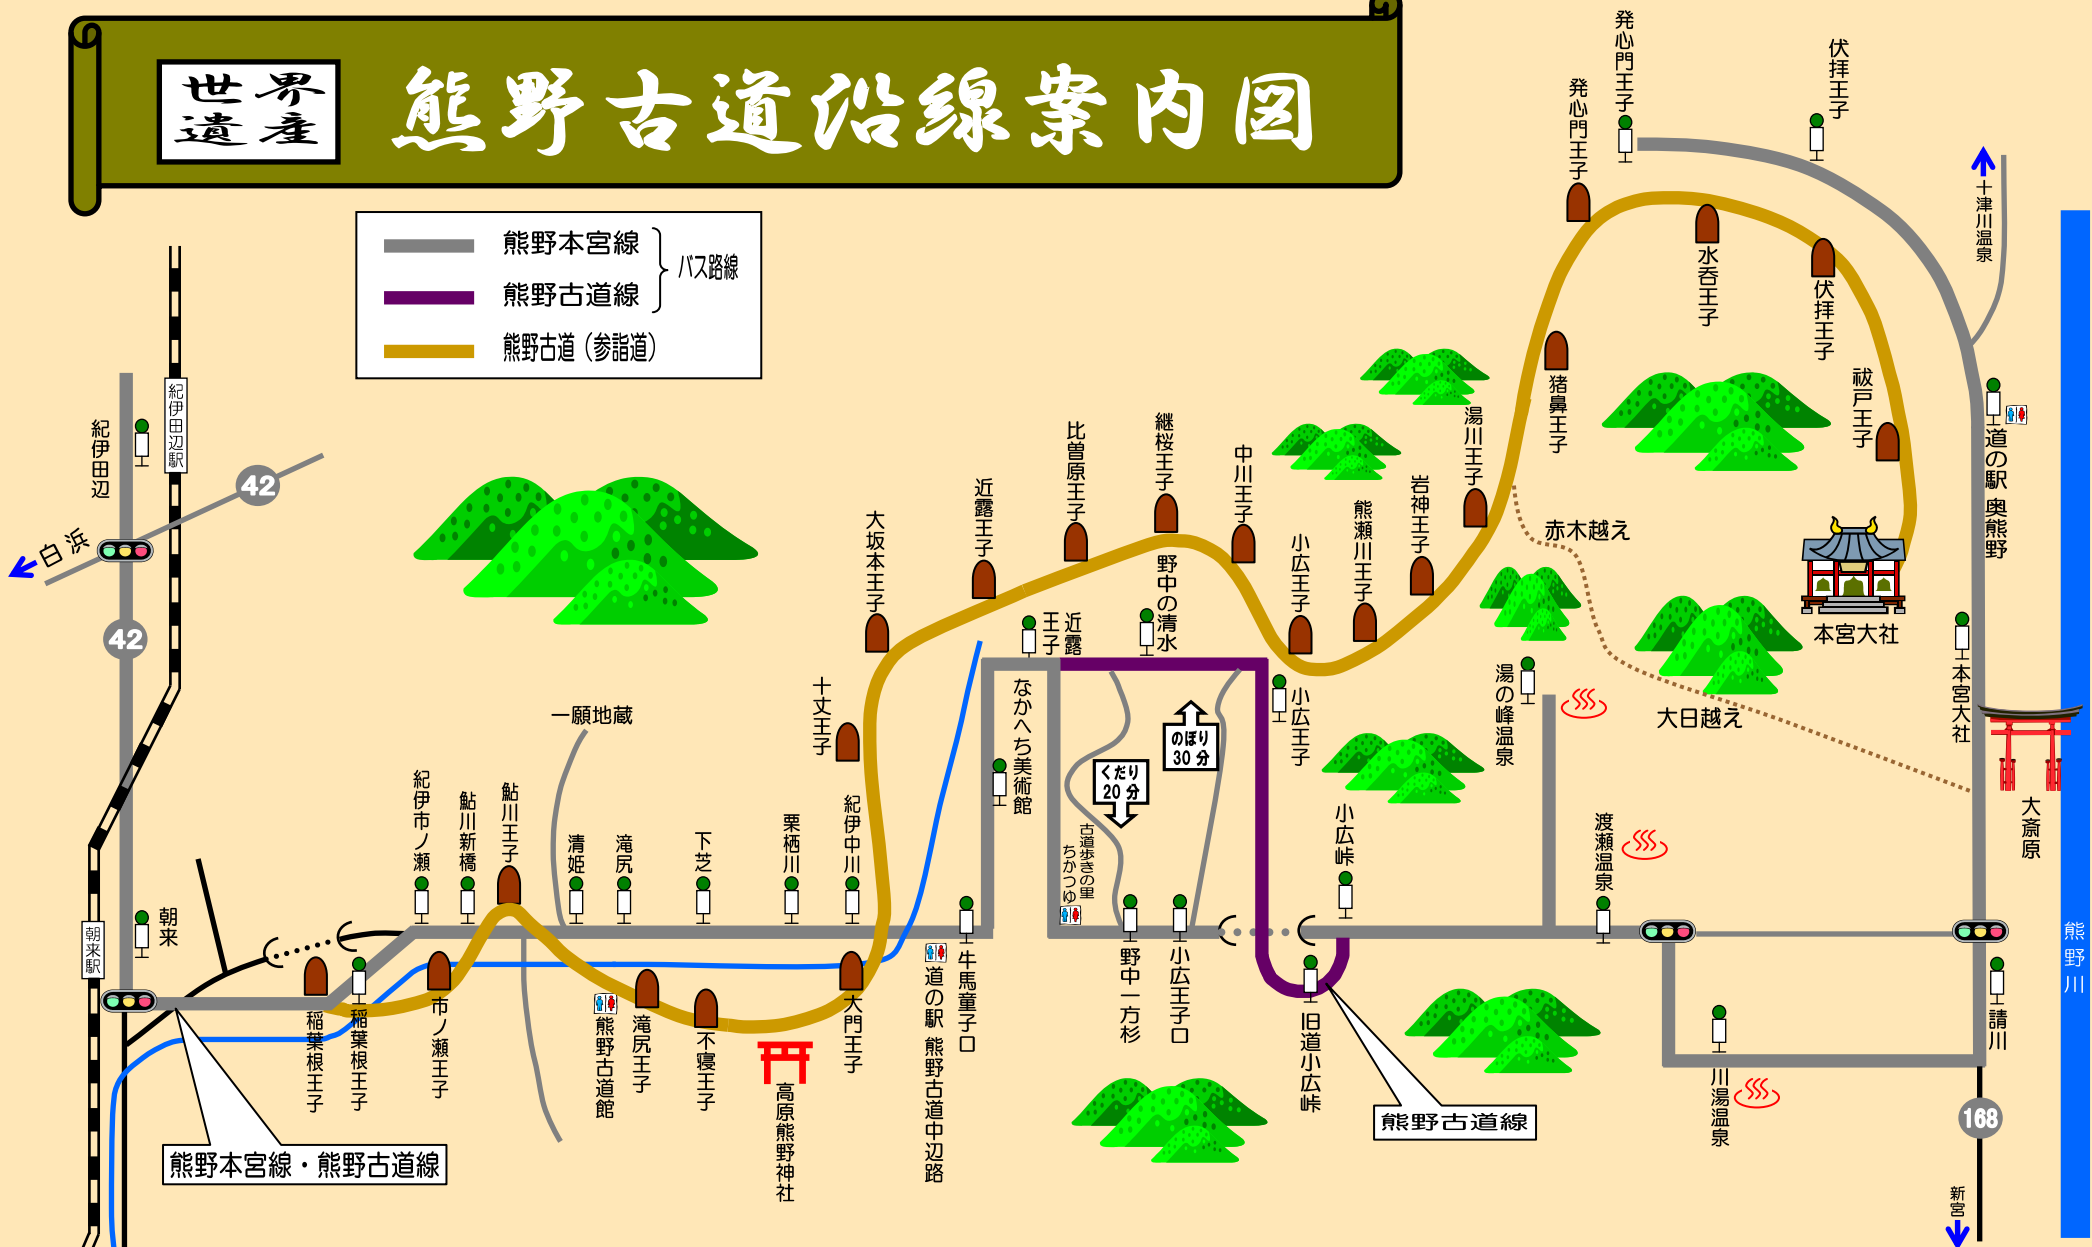 世界
遺産
熊野古道沿線案内図
熊野本宮線
熊野古道線
バス路線
熊野古道（参詣道）
発心門王子
伏拝王子
発心門王子
水呑王子
伏拝王子
猪鼻王子
祓戸王子
十津川温泉
道の駅 奥熊野
本宮大社
本宮大社
大斎原
熊野川
紀伊田辺
紀伊田辺駅
42
白浜
42
朝来
朝来駅
熊野本宮線・熊野古道線
稲葉根王子
稲葉根王子
市ノ瀬王子
紀伊市ノ瀬
鮎川新橋
鮎川王子
一願地蔵
清姫
滝尻
下芝
栗栖川
紀伊中川
熊野古道館
滝尻王子
不寝王子
高原熊野神社
大門王子
十丈王子
大坂本王子
近露王子
比曽原王子
継桜王子
中川王子
小広王子
熊瀬川王子
岩神王子
湯川王子
赤木越え
大日越え
近露
王子
野中の清水
なかへち美術館
のぼり
30分
くだり
20分
古道歩きの里
ちかつゆ
小広王子
小広峠
道の駅 熊野古道中辺路
牛馬童子口
野中一方杉
小広王子口
旧道小広峠
熊野古道線
湯の峰温泉
渡瀬温泉
川湯温泉
請川
168
新宮